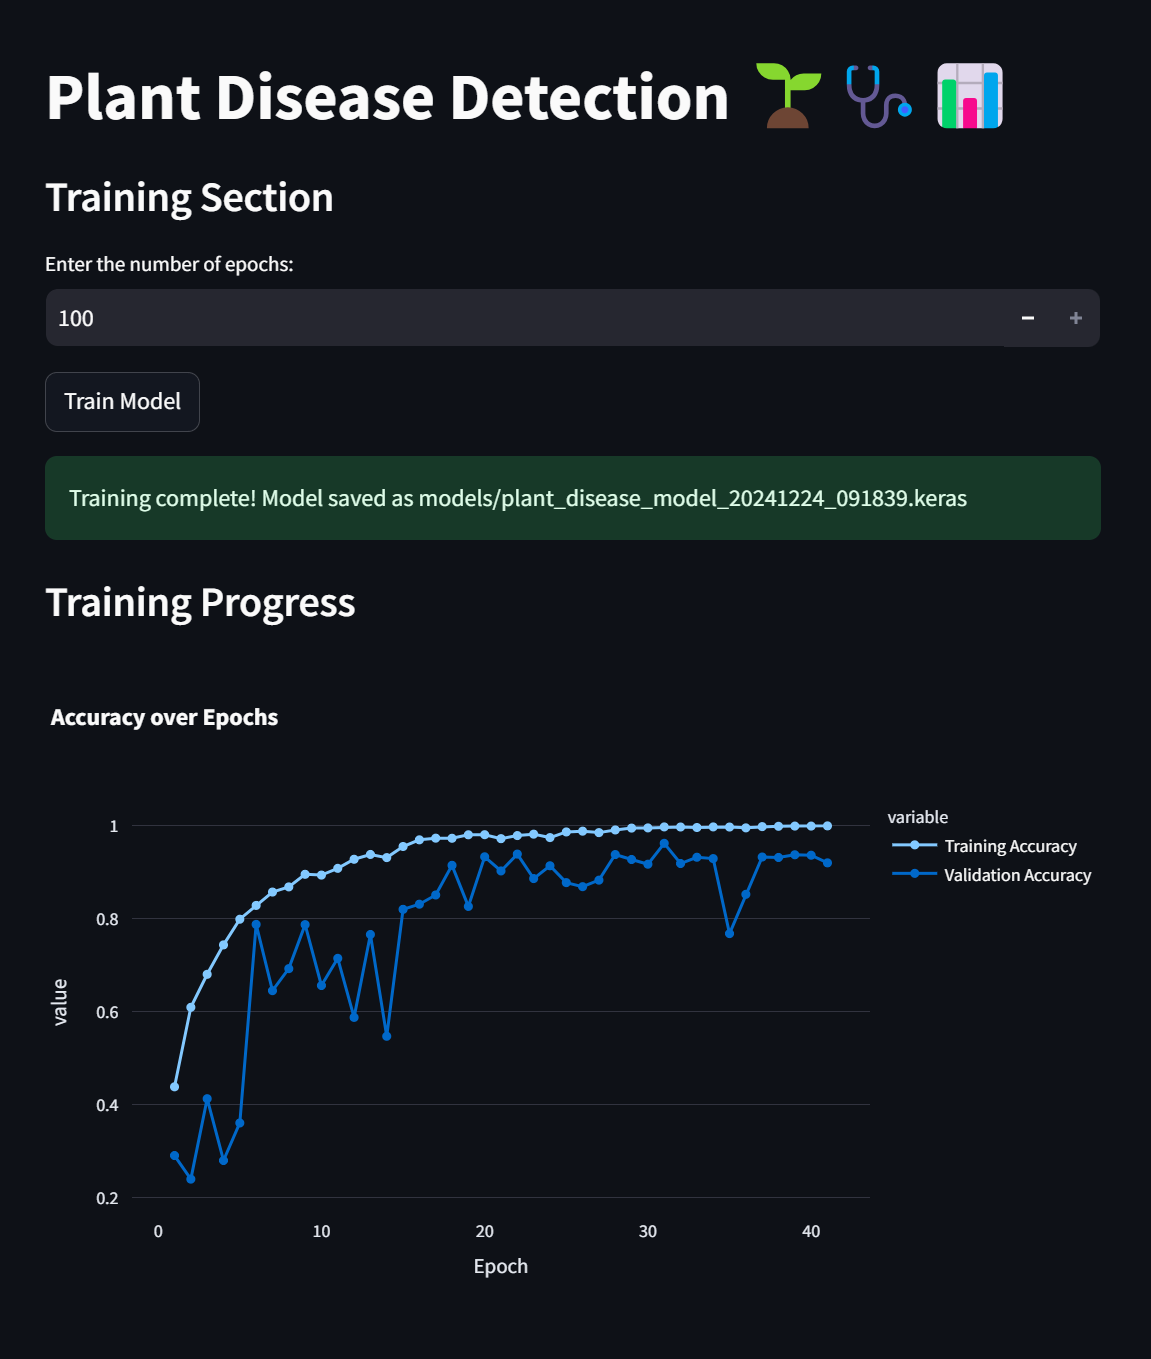 Plant Disease Detection 🌱 🩺 📊
Training Section
Enter the number of epochs:
100
Train Model
Training complete! Model saved as models/plant_disease_model_20241224_091839.keras
Training Progress
Accuracy over Epochs
variable
Training Accuracy
Validation Accuracy
value
1
0.8
0.6
0.4
0.2
0 10 20 30 40
Epoch